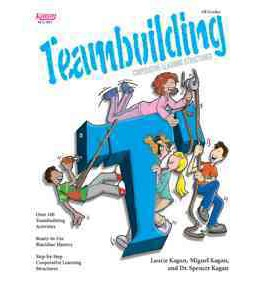 All Grades
Kagan
Teambuilding
COOPERATIVE LEARNING STRUCTURES
T
Over 100
Teambuilding
Activities
Ready-to-Use
Blackline Masters
Step-by-Step
Cooperative Learning
Structures
Laurie Kagan, Miguel Kagan,
and Dr. Spencer Kagan